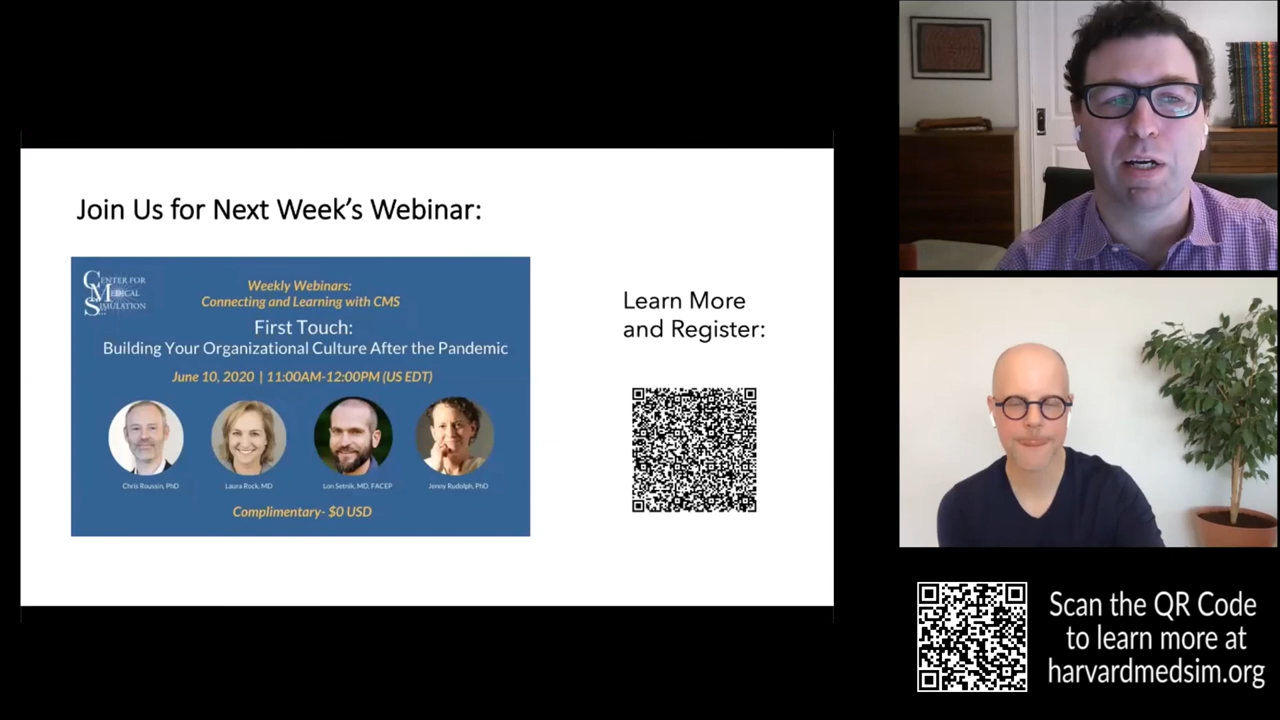 Join Us for Next Week's Webinar:
CENTER FOR
MEDICAL
SIMULATION
Weekly Webinars:
Connecting and Learning with CMS
First Touch:
Building Your Organizational Culture After the Pandemic
June 10, 2020 | 11:00AM-12:00PM (US EDT)
Chris Roussin, PhD
Laura Rock, MD
Lon Setnik, MD, FACEP
Jenny Rudolph, PhD
Complimentary- $0 USD
Learn More
and Register:
Scan the QR Code
to learn more at
harvardmedsim.org